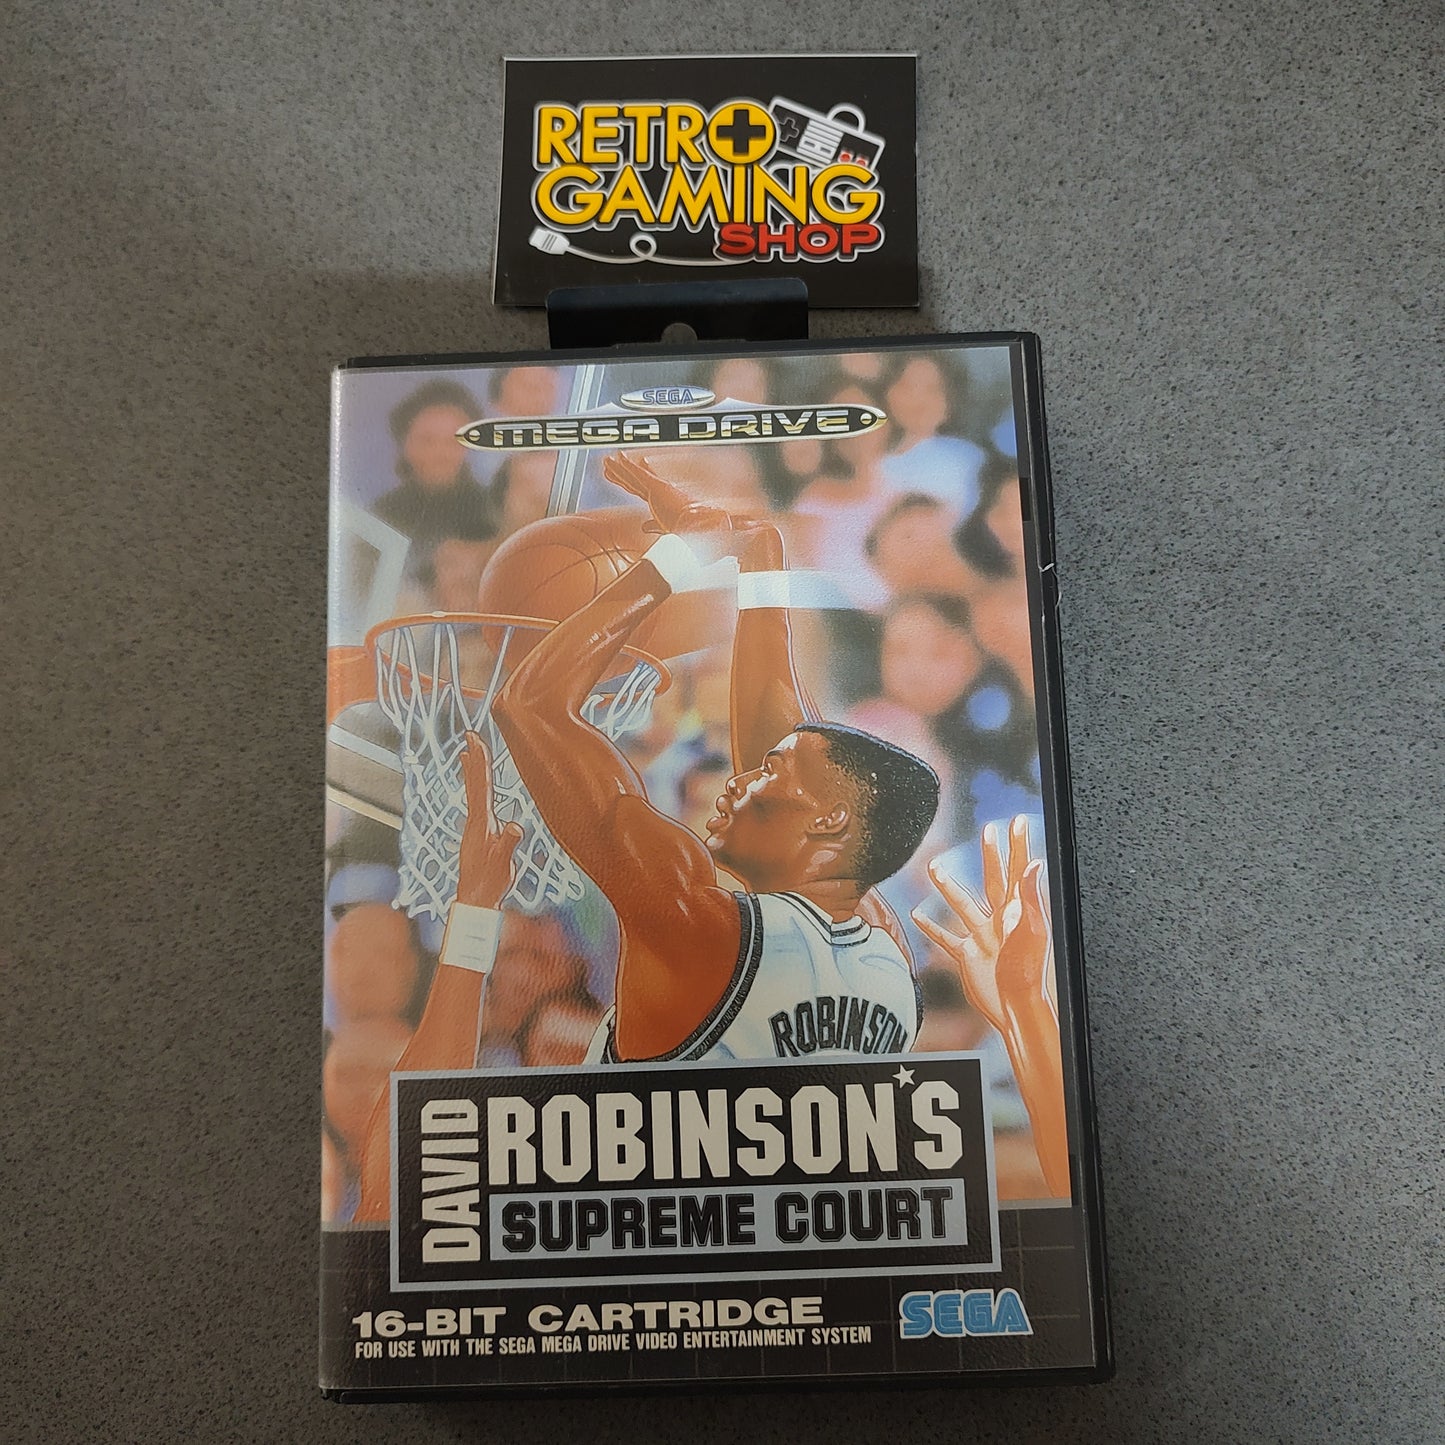 RETRO
GAMING
SHOP
SEGA
MEGA DRIVE
ROBINSON
DAVID
ROBINSON'S
SUPREME COURT
16-BIT CARTRIDGE
FOR USE WITH THE SEGA MEGA DRIVE VIDEO ENTERTAINMENT SYSTEM
SEGA